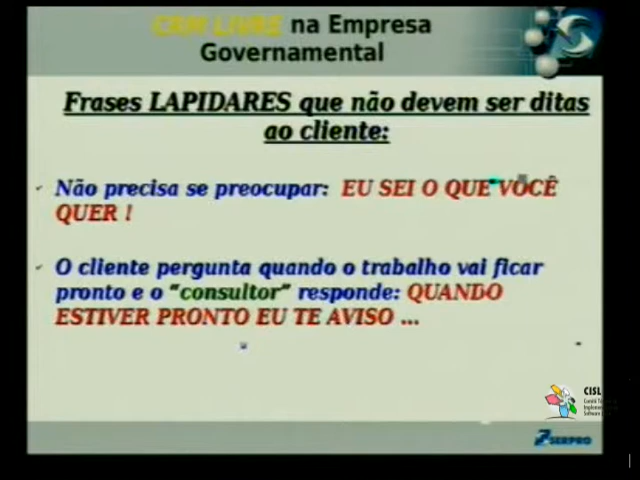 CRM LIVRE na Empresa
Governamental
Frases LAPIDARES que não devem ser ditas
ao cliente:
Não precisa se preocupar: EU SEI O QUE VOCÊ
QUER !
O cliente pergunta quando o trabalho vai ficar
pronto e o "consultor" responde: QUANDO
ESTIVER PRONTO EU TE AVISO ...
CISL
SERPRO